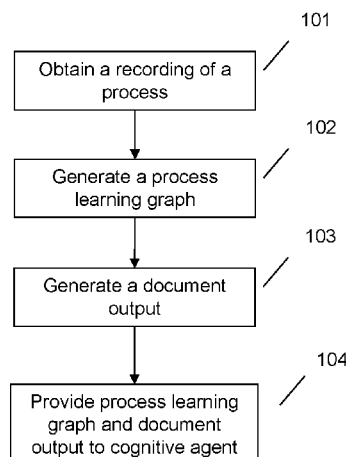 101
Obtain a recording of a
process
102
Generate a process
learning graph
103
Generate a document
output
104
Provide process learning
graph and document
output to cognitive agent